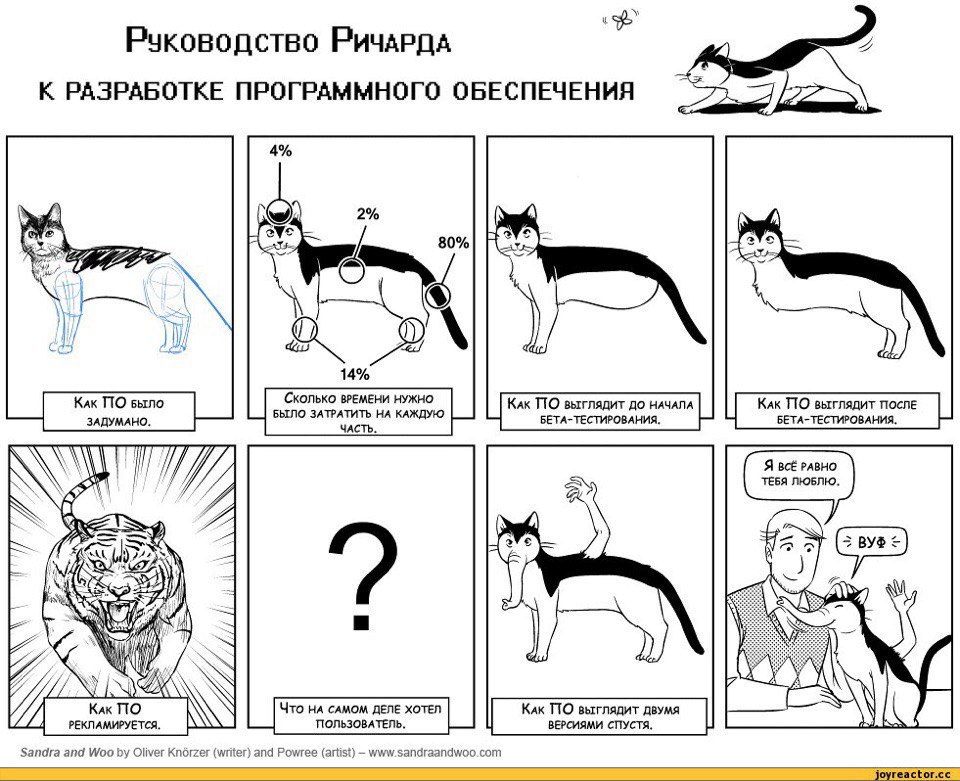 Руководство Ричарда
к разработке программного обеспечения
4%
2%
80%
14%
Как ПО было
задумано.
Сколько времени нужно
было затратить на каждую
часть.
Как ПО выглядит до начала
бета-тестирования.
Как ПО выглядит после
бета-тестирования.
Как ПО
рекламируется.
?
Что на самом деле хотел
пользователь.
Как ПО выглядит двумя
версиями спустя.
Я всё равно
тебя люблю.
ВУФ
Sandra and Woo by Oliver Knörzer (writer) and Powree (artist) – www.sandraandwoo.com
joyreactor.cc